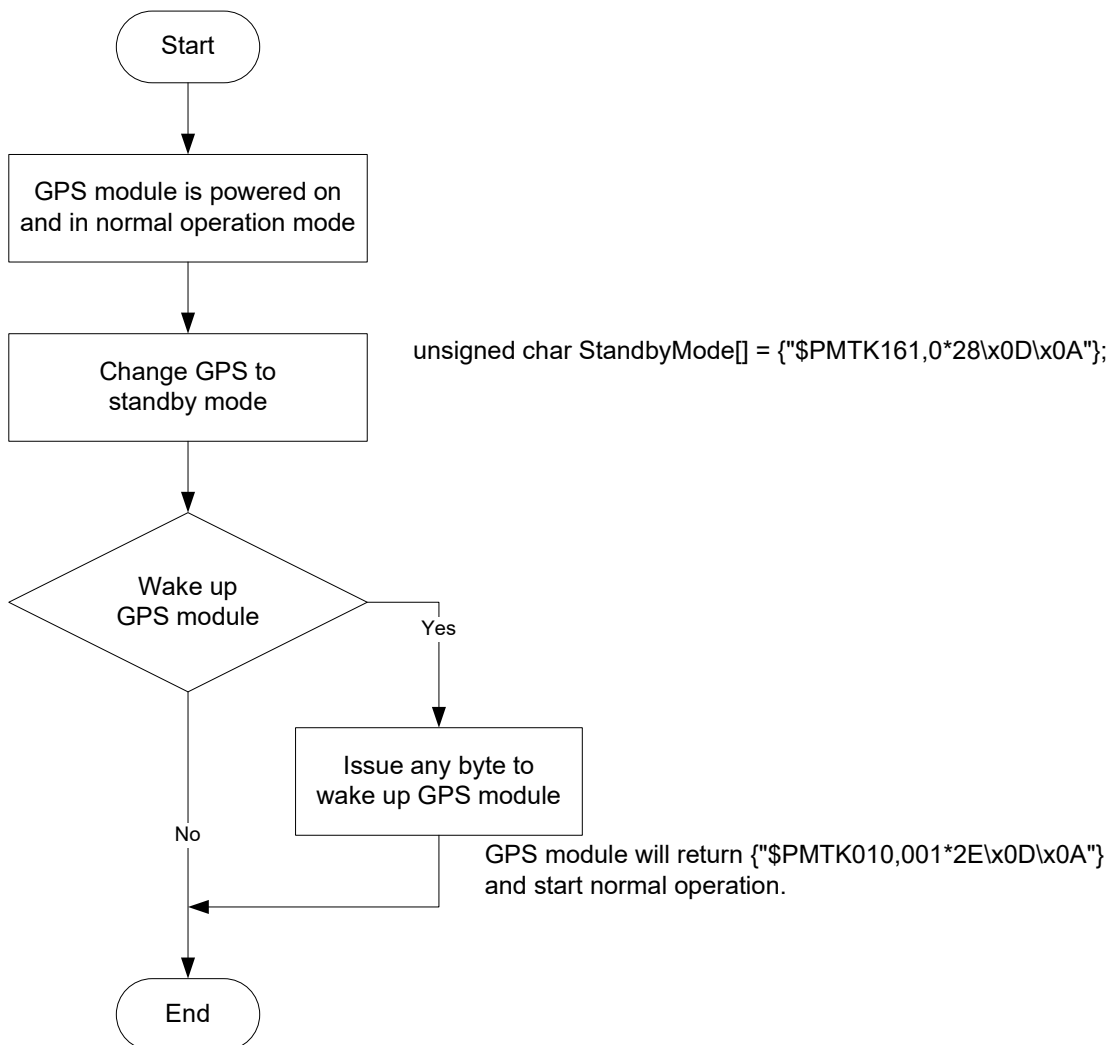 Start
GPS module is powered on
and in normal operation mode
Change GPS to
standby mode
unsigned char StandbyMode[] = {"$PMTK161,0*28\x0D\x0A"};
Wake up
GPS module
Yes
Issue any byte to
wake up GPS module
No
GPS module will return {"$PMTK010,001*2E\x0D\x0A"}
and start normal operation.
End